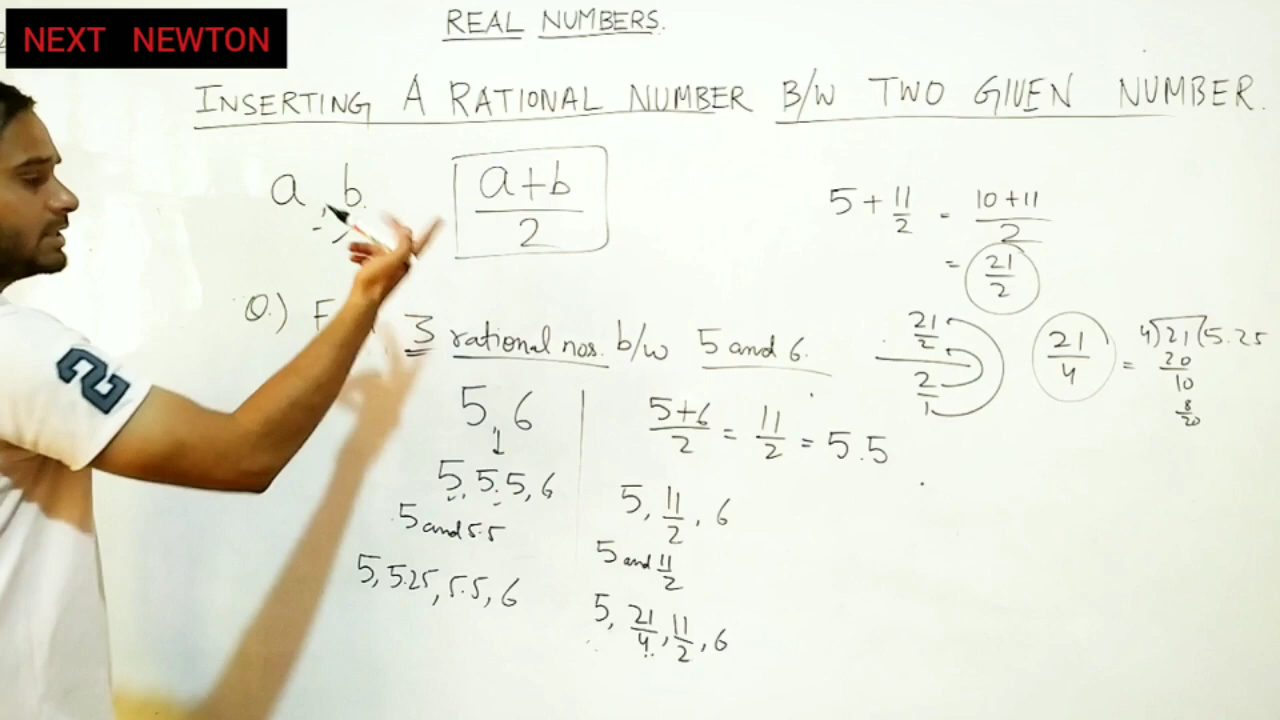 NEXT NEWTON
REAL NUMBERS.
INSERTING A RATIONAL NUMBER B/W TWO GIVEN NUMBER.
a, b.
a+b
2
5 + 11/2 = 10+11/2
= 21/2
Q.) 3 rational nos. b/w 5 and 6.
21/2
2/1
21/4 = 4)21(5.25
20
10
8
20
5, 6
5, 5.5, 6
5 and 5.5
5, 5.25, 5.5, 6
5+6/2 = 11/2 = 5.5
5, 11/2, 6
5 and 11/2
5, 21/4, 11/2, 6